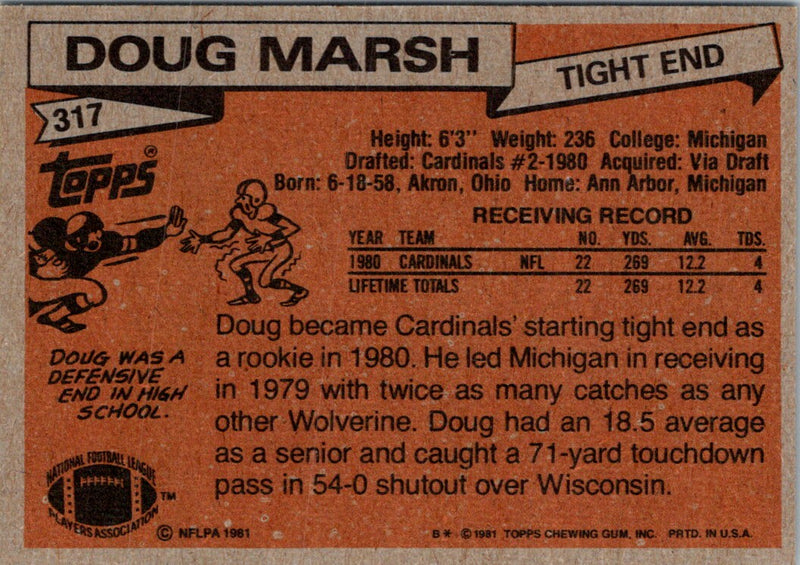 DOUG MARSH
TIGHT END
317
TOPPS®
Height: 6'3" Weight: 236 College: Michigan
Drafted: Cardinals #2-1980 Acquired: Via Draft
Born: 6-18-58, Akron, Ohio Home: Ann Arbor, Michigan
RECEIVING RECORD
YEAR TEAM NO. YDS. AVG. TDS.
1980 CARDINALS NFL 22 269 12.2 4
LIFETIME TOTALS 22 269 12.2 4
DOUG WAS A
DEFENSIVE
END IN HIGH
SCHOOL.
Doug became Cardinals' starting tight end as
a rookie in 1980. He led Michigan in receiving
in 1979 with twice as many catches as any
other Wolverine. Doug had an 18.5 average
as a senior and caught a 71-yard touchdown
pass in 54-0 shutout over Wisconsin.
NATIONAL FOOTBALL LEAGUE
PLAYERS ASSOCIATION
TM
© NFLPA 1981
B* © 1981 TOPPS CHEWING GUM, INC. PRTD. IN U.S.A.